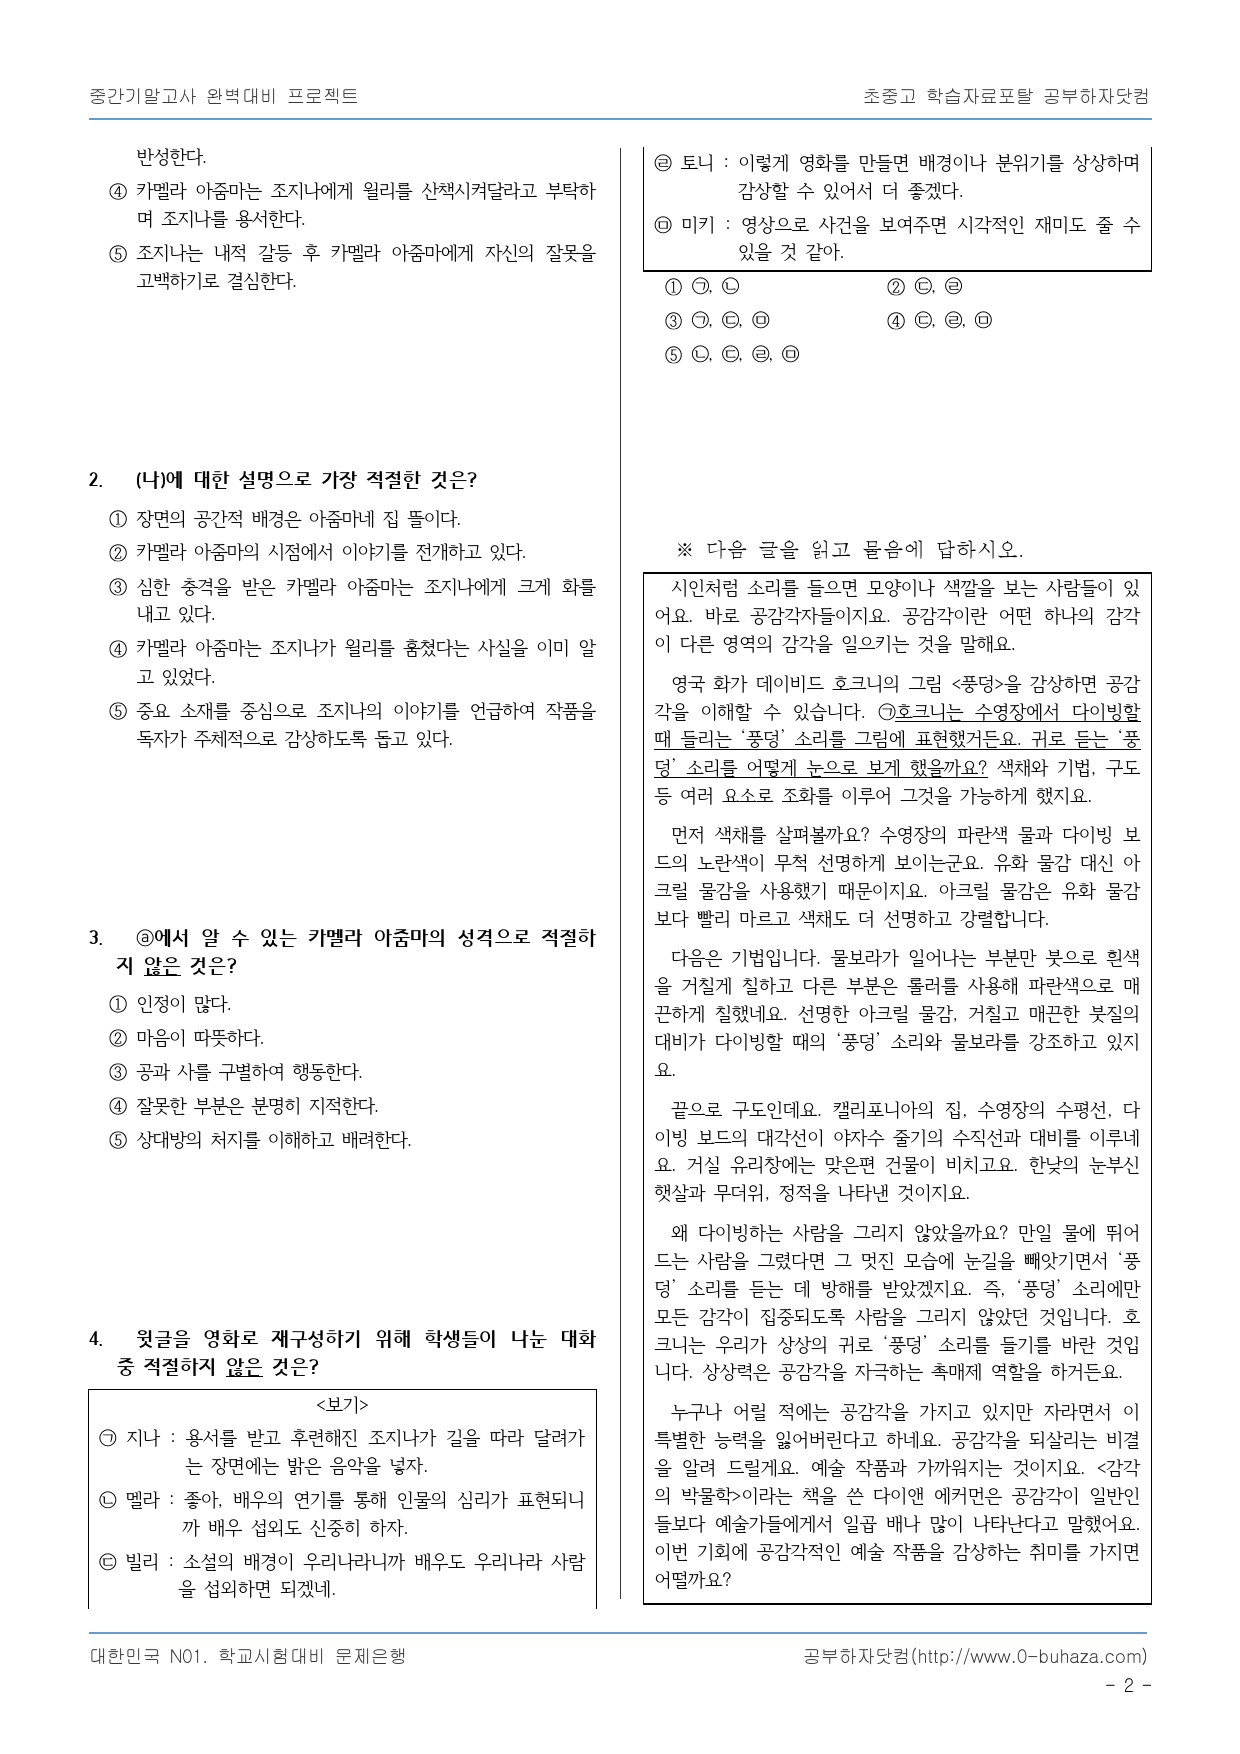 중간기말고사 완벽대비 프로젝트
초중고 학습자료포탈 공부하자닷컴
반성한다.
④ 카멜라 아줌마는 조지나에게 윌리를 산책시켜달라고 부탁하
며 조지나를 용서한다.
⑤ 조지나는 내적 갈등 후 카멜라 아줌마에게 자신의 잘못을
고백하기로 결심한다.
2. (나)에 대한 설명으로 가장 적절한 것은?
① 장면의 공간적 배경은 아줌마네 집 뜰이다.
② 카멜라 아줌마의 시점에서 이야기를 전개하고 있다.
③ 심한 충격을 받은 카멜라 아줌마는 조지나에게 크게 화를
내고 있다.
④ 카멜라 아줌마는 조지나가 윌리를 훔쳤다는 사실을 이미 알
고 있었다.
⑤ 중요 소재를 중심으로 조지나의 이야기를 언급하여 작품을
독자가 주체적으로 감상하도록 돕고 있다.
3. ⓐ에서 알 수 있는 카멜라 아줌마의 성격으로 적절하
지 않은 것은?
① 인정이 많다.
② 마음이 따뜻하다.
③ 공과 사를 구별하여 행동한다.
④ 잘못한 부분은 분명히 지적한다.
⑤ 상대방의 처지를 이해하고 배려한다.
4. 윗글을 영화로 재구성하기 위해 학생들이 나눈 대화
중 적절하지 않은 것은?
<보기>
㉠ 지나 : 용서를 받고 후련해진 조지나가 길을 따라 달려가
는 장면에는 밝은 음악을 넣자.
㉡ 멜라 : 좋아, 배우의 연기를 통해 인물의 심리가 표현되니
까 배우 섭외도 신중히 하자.
㉢ 빌리 : 소설의 배경이 우리나라니까 배우도 우리나라 사람
을 섭외하면 되겠네.
㉣ 토니 : 이렇게 영화를 만들면 배경이나 분위기를 상상하며
감상할 수 있어서 더 좋겠다.
㉤ 미키 : 영상으로 사건을 보여주면 시각적인 재미도 줄 수
있을 것 같아.
① ㉠, ㉡ ② ㉢, ㉣
③ ㉠, ㉢, ㉤ ④ ㉢, ㉣, ㉤
⑤ ㉡, ㉢, ㉣, ㉤
※ 다음 글을 읽고 물음에 답하시오.
시인처럼 소리를 들으면 모양이나 색깔을 보는 사람들이 있
어요. 바로 공감각자들이지요. 공감각이란 어떤 하나의 감각
이 다른 영역의 감각을 일으키는 것을 말해요.
영국 화가 데이비드 호크니의 그림 <풍덩>을 감상하면 공감
각을 이해할 수 있습니다. ㉠호크니는 수영장에서 다이빙할
때 들리는 ‘풍덩’ 소리를 그림에 표현했거든요. 귀로 듣는 ‘풍
덩’ 소리를 어떻게 눈으로 보게 했을까요? 색채와 기법, 구도
등 여러 요소로 조화를 이루어 그것을 가능하게 했지요.
먼저 색채를 살펴볼까요? 수영장의 파란색 물과 다이빙 보
드의 노란색이 무척 선명하게 보이는군요. 유화 물감 대신 아
크릴 물감을 사용했기 때문이지요. 아크릴 물감은 유화 물감
보다 빨리 마르고 색채도 더 선명하고 강렬합니다.
다음은 기법입니다. 물보라가 일어나는 부분만 붓으로 흰색
을 거칠게 칠하고 다른 부분은 롤러를 사용해 파란색으로 매
끈하게 칠했네요. 선명한 아크릴 물감, 거칠고 매끈한 붓질의
대비가 다이빙할 때의 ‘풍덩’ 소리와 물보라를 강조하고 있지
요.
끝으로 구도인데요. 캘리포니아의 집, 수영장의 수평선, 다
이빙 보드의 대각선이 야자수 줄기의 수직선과 대비를 이루네
요. 거실 유리창에는 맞은편 건물이 비치고요. 한낮의 눈부신
햇살과 무더위, 정적을 나타낸 것이지요.
왜 다이빙하는 사람을 그리지 않았을까요? 만일 물에 뛰어
드는 사람을 그렸다면 그 멋진 모습에 눈길을 빼앗기면서 ‘풍
덩’ 소리를 듣는 데 방해를 받았겠지요. 즉, ‘풍덩’ 소리에만
모든 감각이 집중되도록 사람을 그리지 않았던 것입니다. 호
크니는 우리가 상상의 귀로 ‘풍덩’ 소리를 들기를 바란 것입
니다. 상상력은 공감각을 자극하는 촉매제 역할을 하거든요.
누구나 어릴 적에는 공감각을 가지고 있지만 자라면서 이
특별한 능력을 잃어버린다고 하네요. 공감각을 되살리는 비결
을 알려 드릴게요. 예술 작품과 가까워지는 것이지요. <감각
의 박물학>이라는 책을 쓴 다이앤 에커먼은 공감각이 일반인
들보다 예술가들에게서 일곱 배나 많이 나타난다고 말했어요.
이번 기회에 공감각적인 예술 작품을 감상하는 취미를 가지면
어떨까요?
대한민국 N01. 학교시험대비 문제은행
공부하자닷컴(http://www.0-buhaza.com)
- 2 -